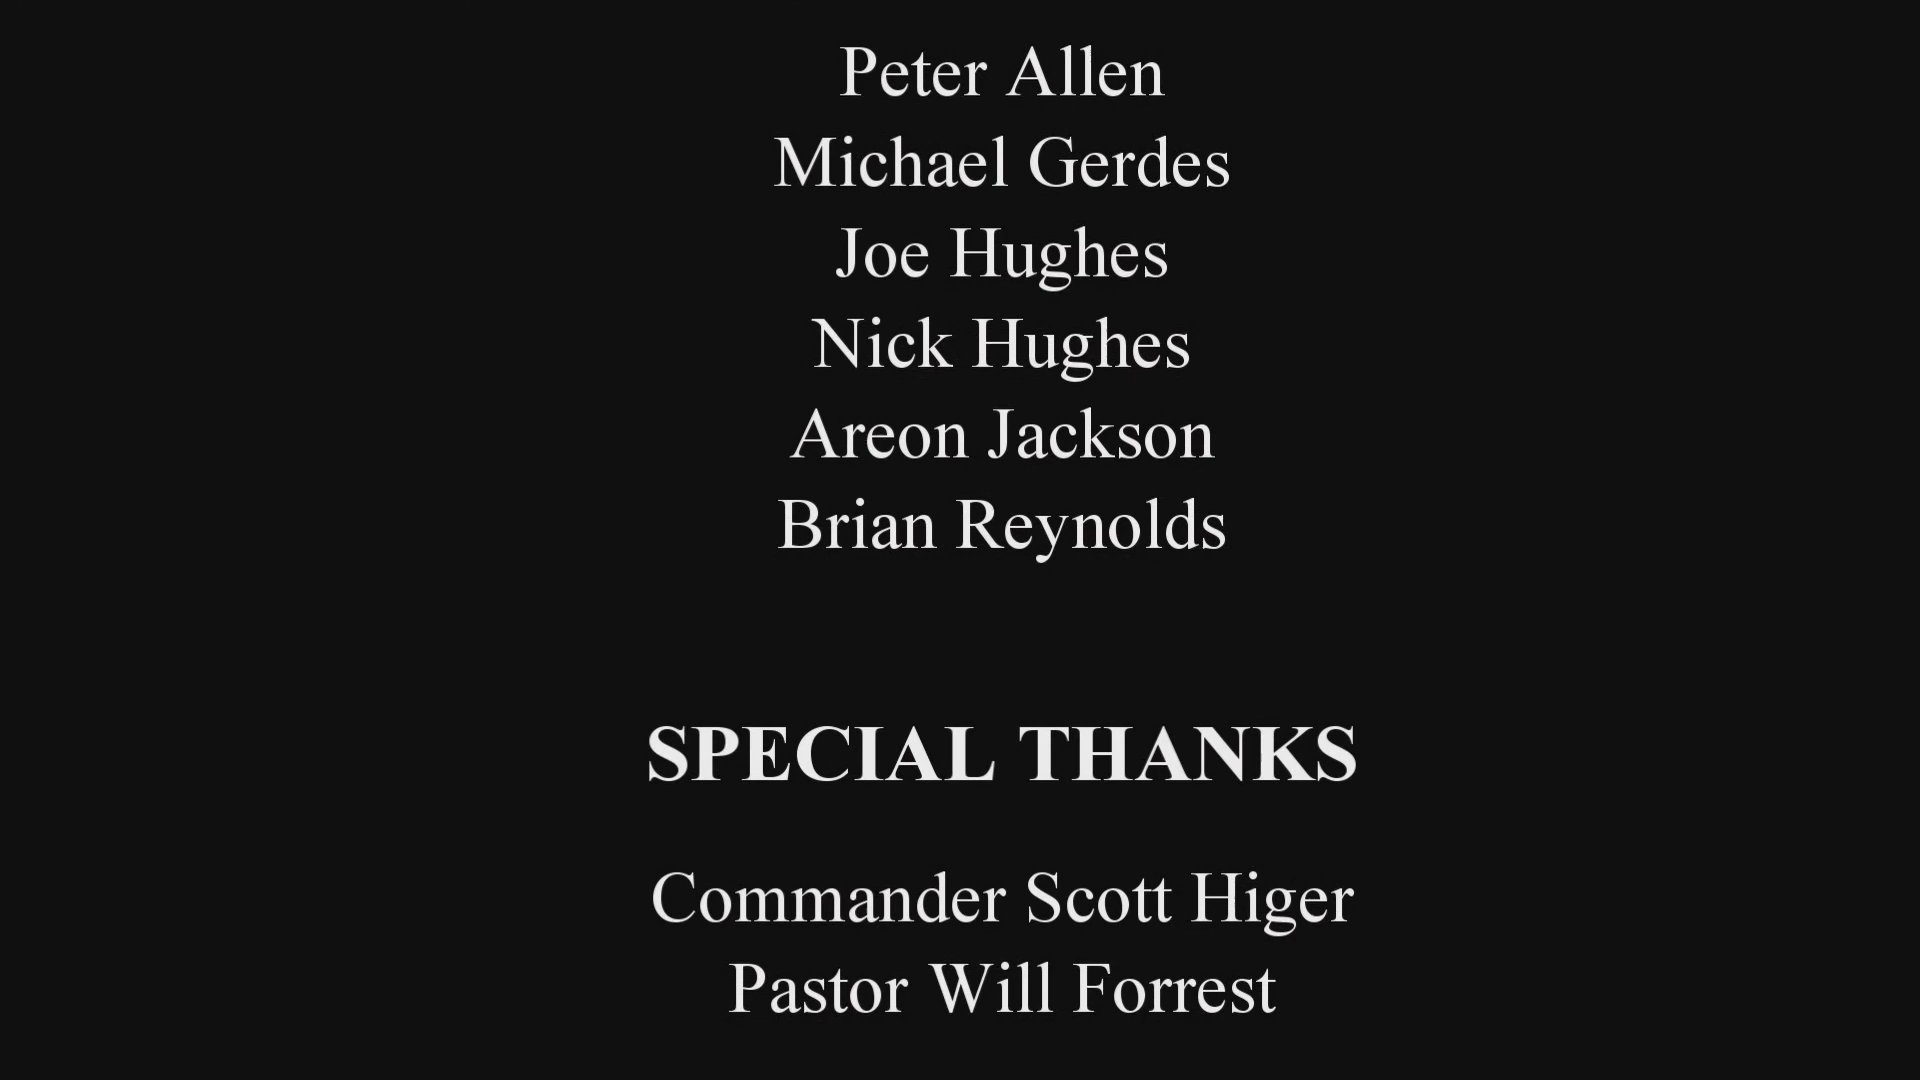 Peter Allen
Michael Gerdes
Joe Hughes
Nick Hughes
Areon Jackson
Brian Reynolds
SPECIAL THANKS
Commander Scott Higer
Pastor Will Forrest